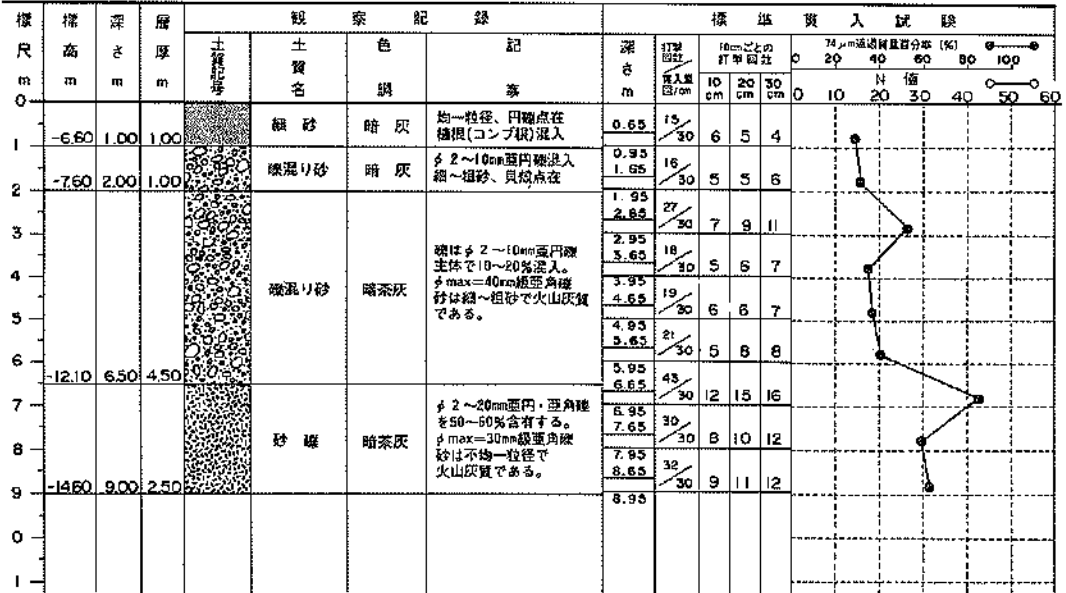 標尺 m
標高 m
深さ m
層厚 m
観察記録
土質記号
土質名
色調
記事
標準貫入試験
深さ m
打撃回数/貫入量 回/cm
10cmごとの打撃回数
10cm 20cm 30cm
74μm通過質量百分率 (%)
20 40 60 80 100
N 値
0 10 20 30 40 50 60
0
-6.60 1.00 1.00
細砂 暗灰
均一粒径、円礫点在
植根(コンブ根)混入
0.65 15/30 6 5 4
0.95
1
-7.60 2.00 1.00
礫混り砂 暗灰
φ2～10mm亜円礫混入
細～粗砂、貝殻点在
1.65 16/30 5 5 6
1.95
2
2.65 27/30 7 9 11
2.95
3
礫混り砂 暗茶灰
礫はφ2～10mm亜円礫
主体で10～20%混入。
φmax=40mm級亜角礫
砂は細～粗砂で火山灰質
である。
3.65 18/30 5 6 7
3.95
4
4.65 19/30 6 6 7
4.95
5
5.65 21/30 5 8 8
5.95
6
-12.10 6.50 4.50
6.65 43/30 12 15 16
6.95
7
砂礫 暗茶灰
φ2～20mm亜円・亜角礫
を50～60%含有する。
φmax=30mm級亜角礫
砂は不均一粒径で
火山灰質である。
7.65 30/30 8 10 12
7.95
8
8.65 32/30 9 11 12
8.95
9
-14.60 9.00 2.50
0
1